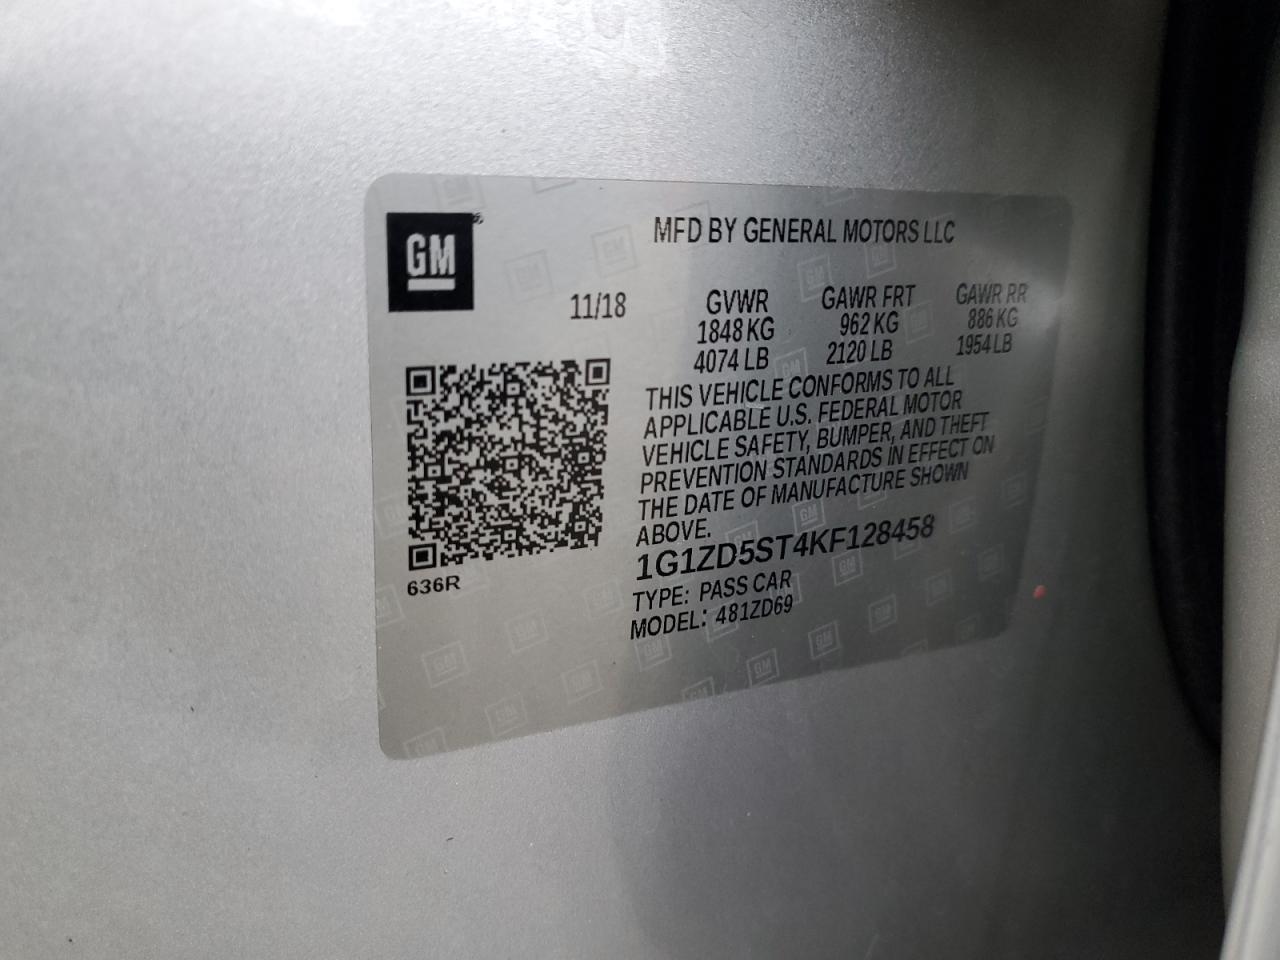 GM
MFD BY GENERAL MOTORS LLC
11/18
GVWR GAWR FRT GAWR RR
1848 KG 962 KG 886 KG
4074 LB 2120 LB 1954 LB
THIS VEHICLE CONFORMS TO ALL
APPLICABLE U.S. FEDERAL MOTOR
VEHICLE SAFETY, BUMPER, AND THEFT
PREVENTION STANDARDS IN EFFECT ON
THE DATE OF MANUFACTURE SHOWN
ABOVE.
1G1ZD5ST4KF128458
TYPE: PASS CAR
MODEL: 481ZD69
636R